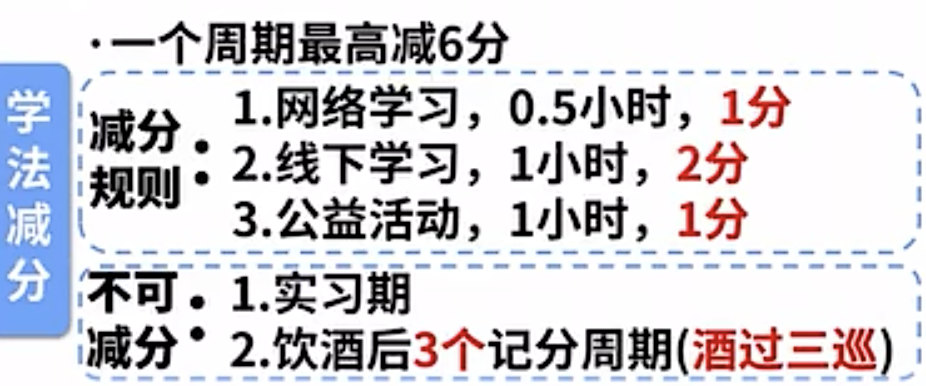 ·一个周期最高减6分
学法减分
减分规则：
1.网络学习，0.5小时，1分
2.线下学习，1小时，2分
3.公益活动，1小时，1分
不可减分：
1.实习期
2.饮酒后3个记分周期(酒过三巡)